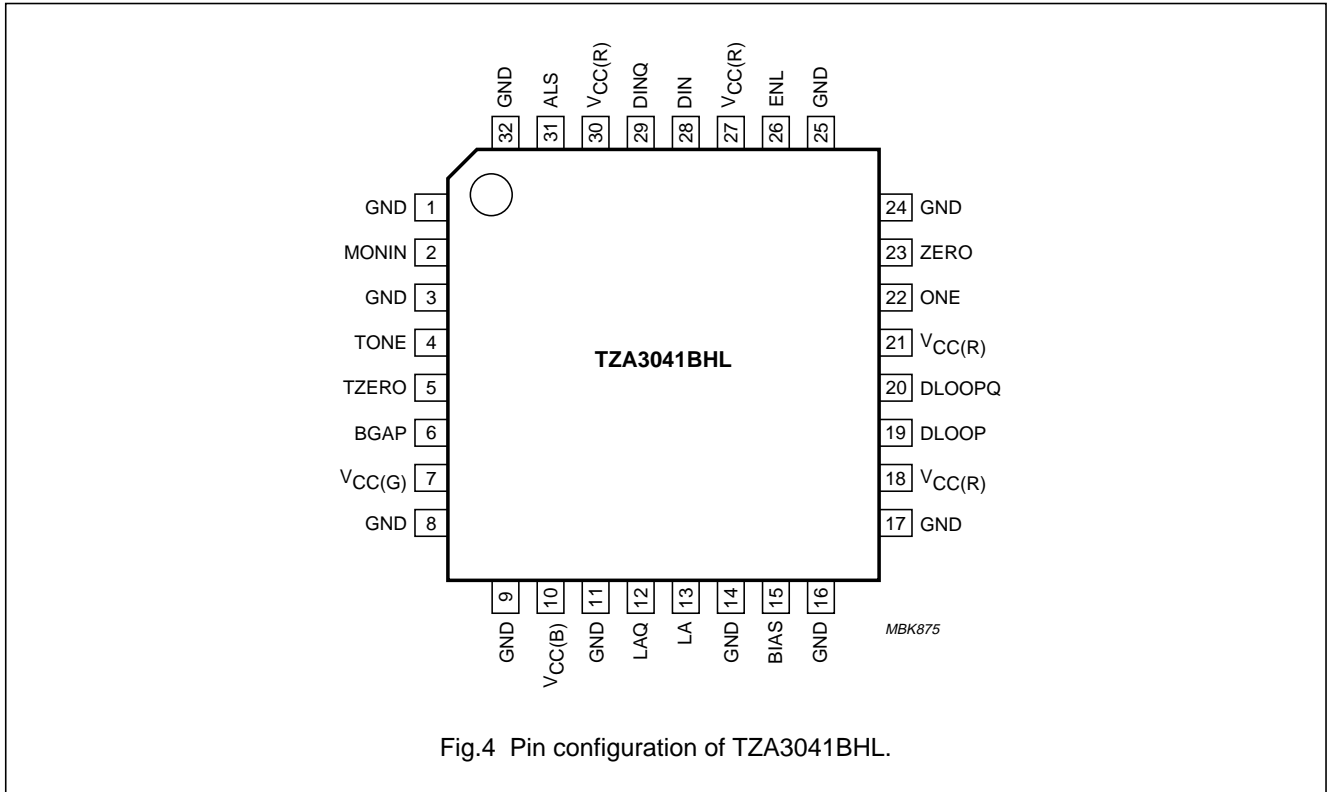 32 GND
31 ALS
30 VCC(R)
29 DINQ
28 DIN
27 VCC(R)
26 ENL
25 GND
GND 1
MONIN 2
GND 3
TONE 4
TZERO 5
BGAP 6
VCC(G) 7
GND 8
TZA3041BHL
24 GND
23 ZERO
22 ONE
21 VCC(R)
20 DLOOPQ
19 DLOOP
18 VCC(R)
17 GND
GND 9
VCC(B) 10
GND 11
LAQ 12
LA 13
GND 14
BIAS 15
GND 16
MBK875
Fig.4 Pin configuration of TZA3041BHL.